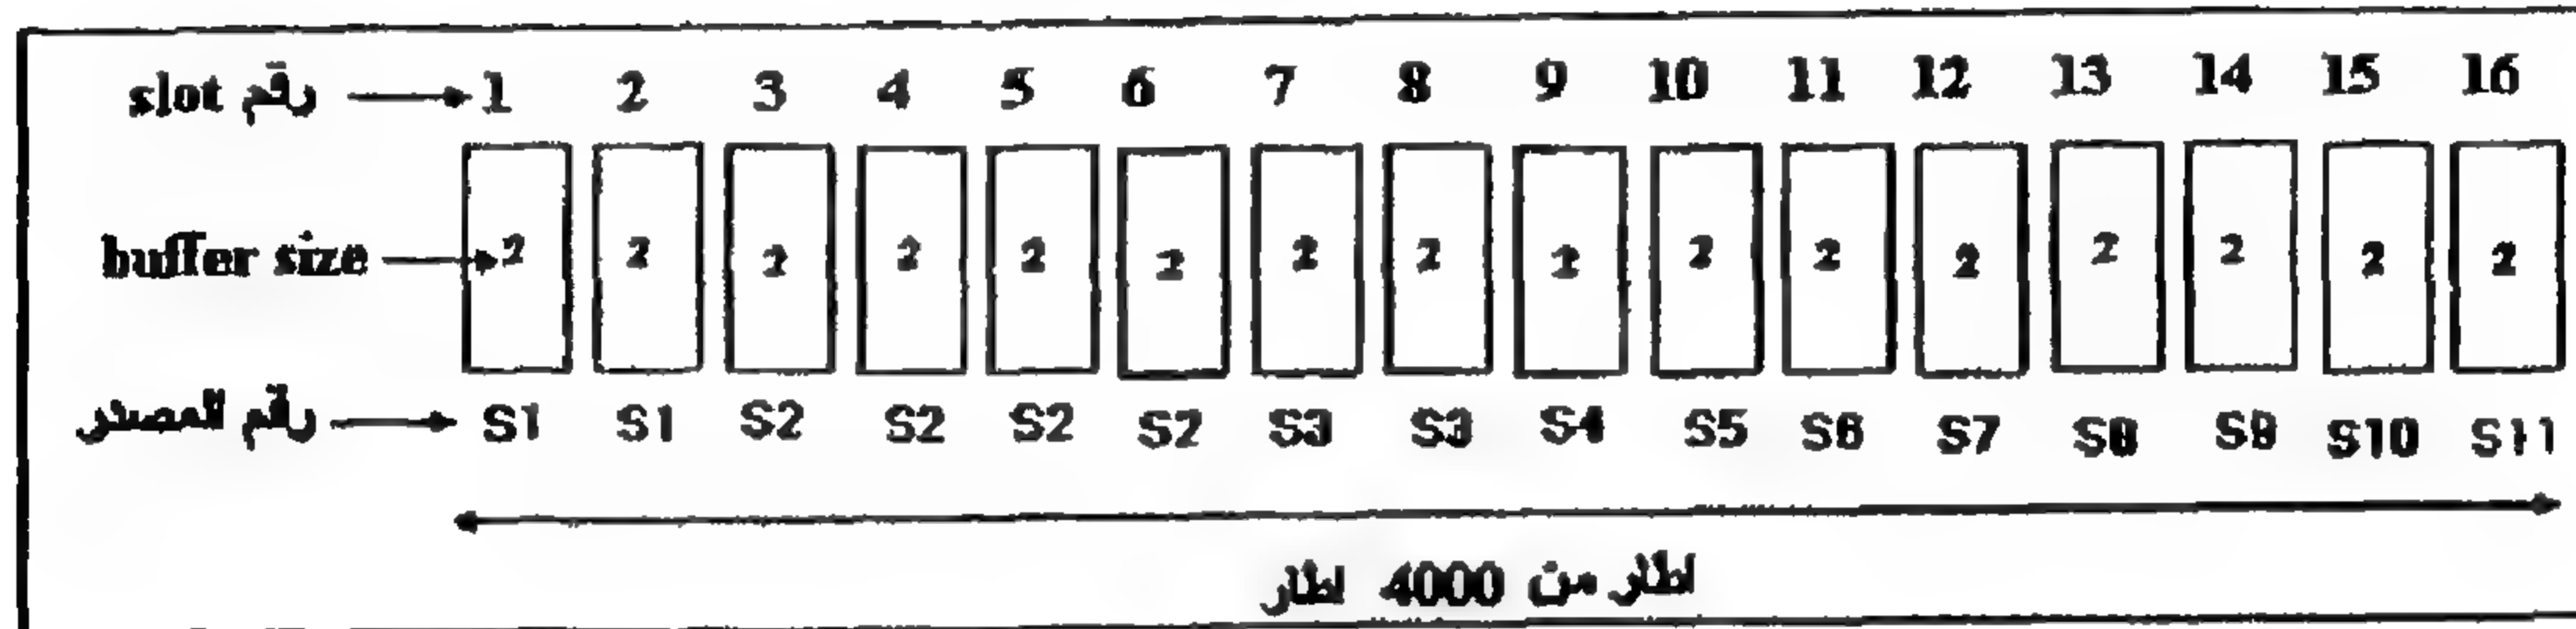 رقم slot 1 2 3 4 5 6 7 8 9 10 11 12 13 14 15 16
buffer size 2 2 2 2 2 2 2 2 2 2 2 2 2 2 2 2
رقم المصدر S1 S1 S2 S2 S2 S2 S3 S3 S4 S5 S6 S7 S8 S9 S10 S11
اطار من 4000 اطار